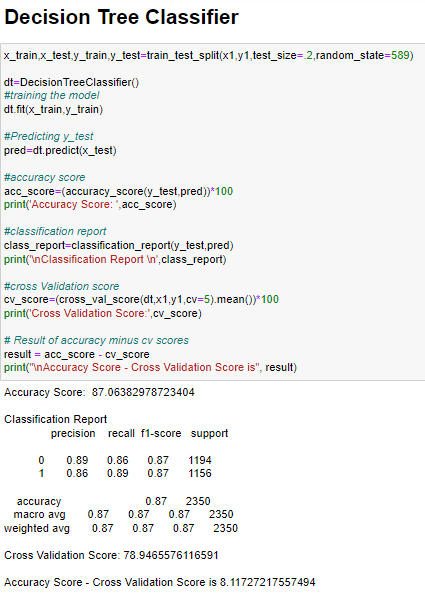 Decision Tree Classifier
x_train,x_test,y_train,y_test=train_test_split(x1,y1,test_size=.2,random_state=589)
dt=DecisionTreeClassifier()
#training the model
dt.fit(x_train,y_train)
#Predicting y_test
pred=dt.predict(x_test)
#accuracy score
acc_score=(accuracy_score(y_test,pred))*100
print('Accuracy Score: ',acc_score)
#classification report
class_report=classification_report(y_test,pred)
print('\nClassification Report \n',class_report)
#cross Validation score
cv_score=(cross_val_score(dt,x1,y1,cv=5).mean())*100
print('Cross Validation Score:',cv_score)
# Result of accuracy minus cv scores
result = acc_score - cv_score
print("\nAccuracy Score - Cross Validation Score is", result)
Accuracy Score: 87.06382978723404
Classification Report
precision recall f1-score support
0 0.89 0.86 0.87 1194
1 0.86 0.89 0.87 1156
accuracy 0.87 2350
macro avg 0.87 0.87 0.87 2350
weighted avg 0.87 0.87 0.87 2350
Cross Validation Score: 78.9465576116591
Accuracy Score - Cross Validation Score is 8.11727217557494